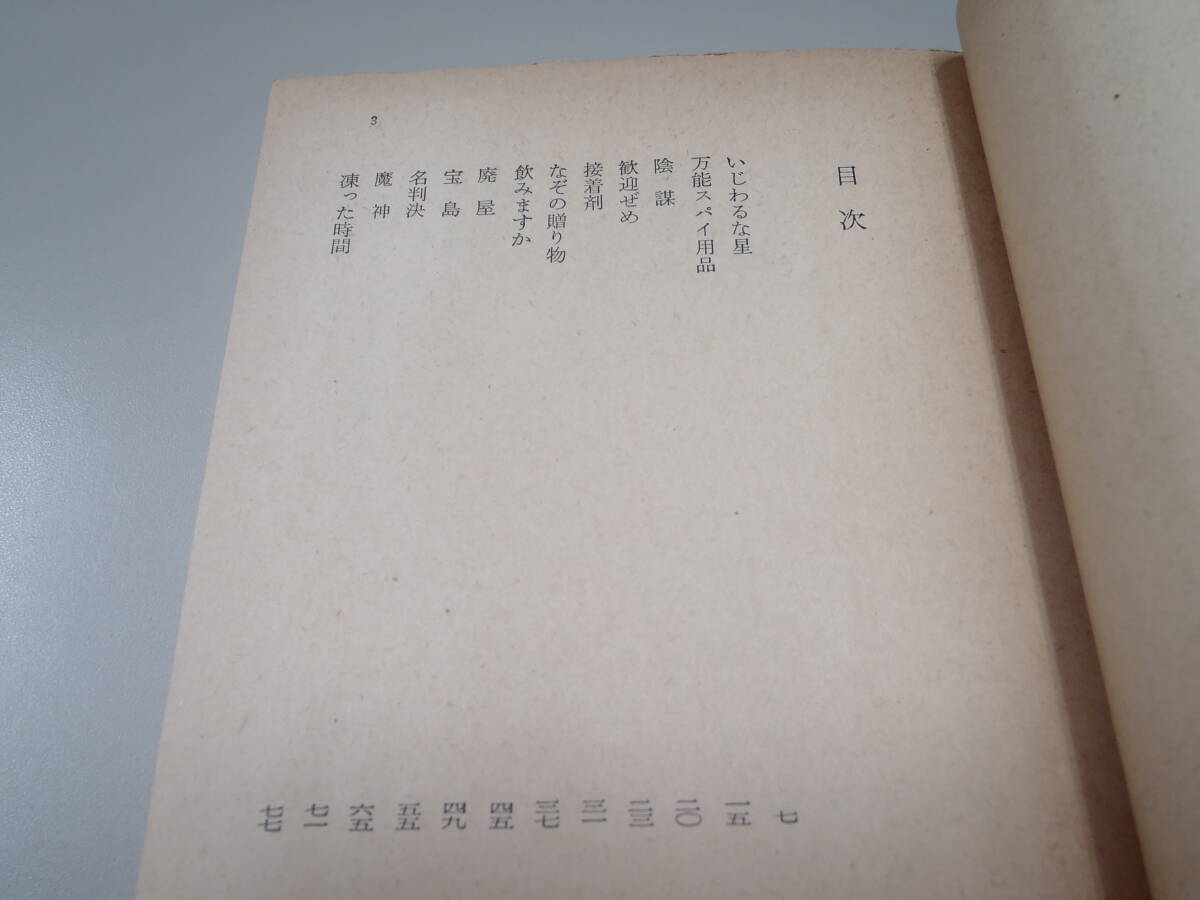 目次
いじわるな星 七
万能スパイ用品 一五
陰謀 二〇
歓迎ぜめ 二三
接着剤 三一
なぞの贈り物 三七
飲みますか 四五
廃屋 四九
宝島 五五
名判決 六五
魔神 七一
凍った時間 七七
3